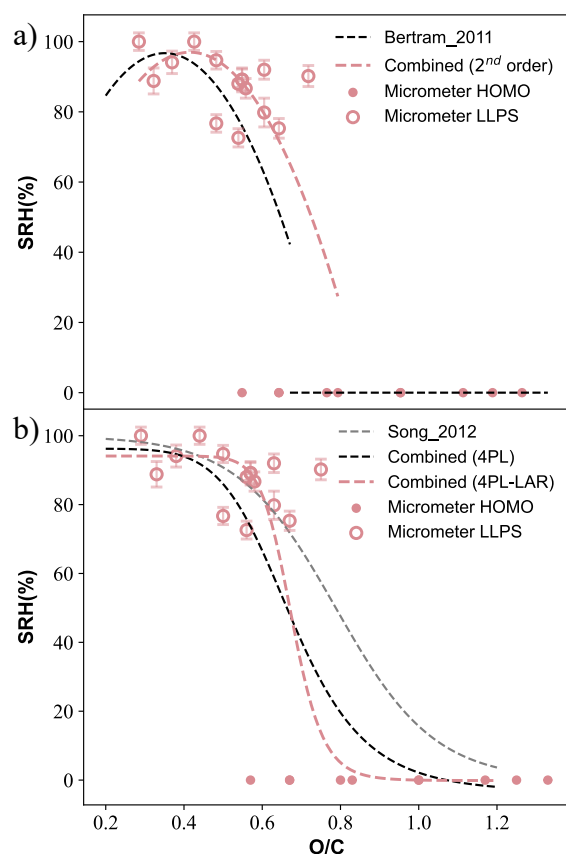 a)
100
80
60
40
20
0
SRH(%)
Bertram_2011
Combined (2nd order)
Micrometer HOMO
Micrometer LLPS
b)
100
80
60
40
20
0
SRH(%)
Song_2012
Combined (4PL)
Combined (4PL-LAR)
Micrometer HOMO
Micrometer LLPS
0.2 0.4 0.6 0.8 1.0 1.2
O/C